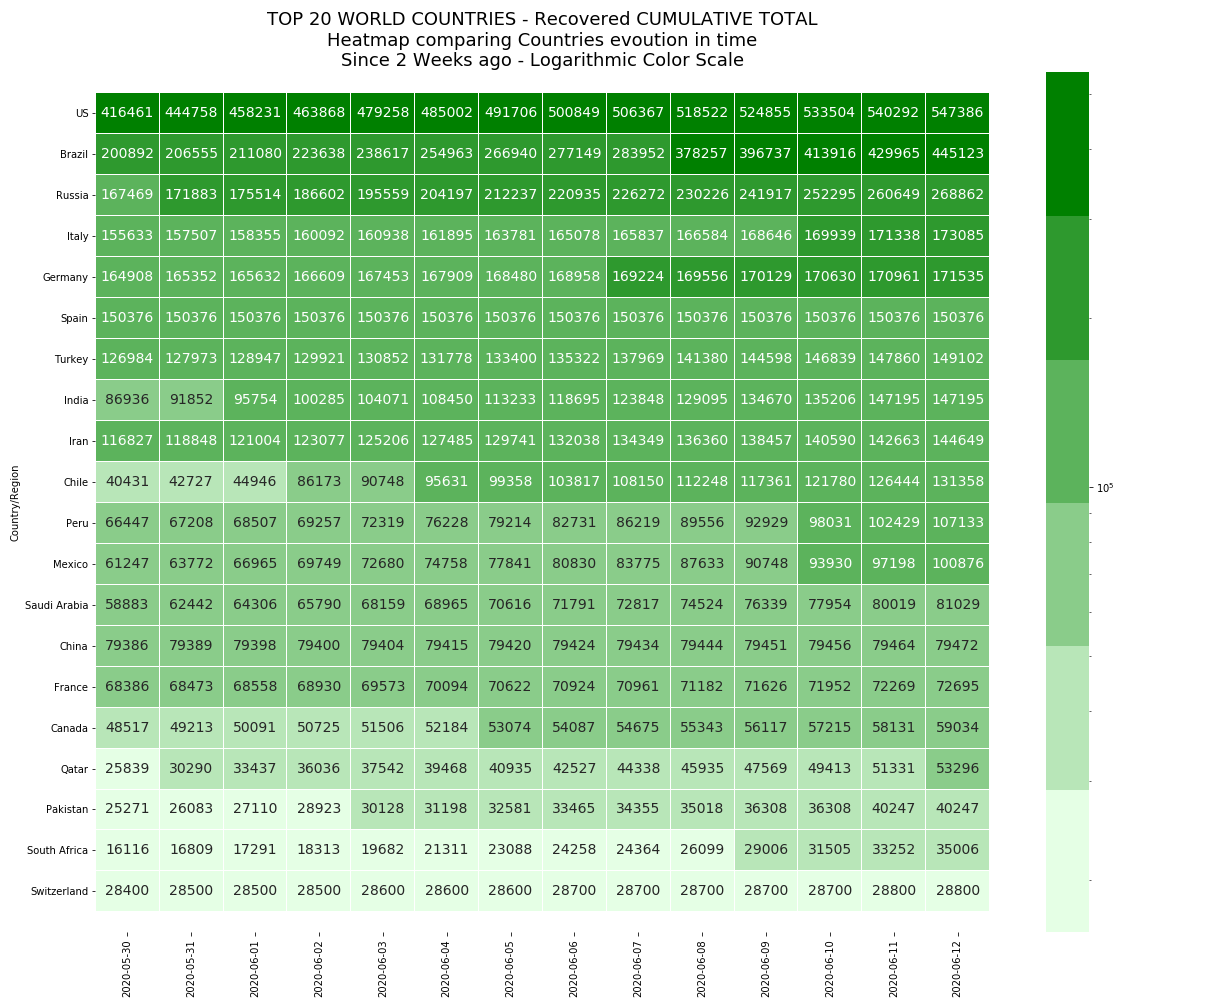 TOP 20 WORLD COUNTRIES - Recovered CUMULATIVE TOTAL
Heatmap comparing Countries evoution in time
Since 2 Weeks ago - Logarithmic Color Scale
US 416461 444758 458231 463868 479258 485002 491706 500849 506367 518522 524855 533504 540292 547386
Brazil 200892 206555 211080 223638 238617 254963 266940 277149 283952 378257 396737 413916 429965 445123
Russia 167469 171883 175514 186602 195559 204197 212237 220935 226272 230226 241917 252295 260649 268862
Italy 155633 157507 158355 160092 160938 161895 163781 165078 165837 166584 168646 169939 171338 173085
Germany 164908 165352 165632 166609 167453 167909 168480 168958 169224 169556 170129 170630 170961 171535
Spain 150376 150376 150376 150376 150376 150376 150376 150376 150376 150376 150376 150376 150376 150376
Turkey 126984 127973 128947 129921 130852 131778 133400 135322 137969 141380 144598 146839 147860 149102
India 86936 91852 95754 100285 104071 108450 113233 118695 123848 129095 134670 135206 147195 147195
Iran 116827 118848 121004 123077 125206 127485 129741 132038 134349 136360 138457 140590 142663 144649
Chile 40431 42727 44946 86173 90748 95631 99358 103817 108150 112248 117361 121780 126444 131358
Peru 66447 67208 68507 69257 72319 76228 79214 82731 86219 89556 92929 98031 102429 107133
Mexico 61247 63772 66965 69749 72680 74758 77841 80830 83775 87633 90748 93930 97198 100876
Saudi Arabia 58883 62442 64306 65790 68159 68965 70616 71791 72817 74524 76339 77954 80019 81029
China 79386 79389 79398 79400 79404 79415 79420 79424 79434 79444 79451 79456 79464 79472
France 68386 68473 68558 68930 69573 70094 70622 70924 70961 71182 71626 71952 72269 72695
Canada 48517 49213 50091 50725 51506 52184 53074 54087 54675 55343 56117 57215 58131 59034
Qatar 25839 30290 33437 36036 37542 39468 40935 42527 44338 45935 47569 49413 51331 53296
Pakistan 25271 26083 27110 28923 30128 31198 32581 33465 34355 35018 36308 36308 40247 40247
South Africa 16116 16809 17291 18313 19682 21311 23088 24258 24364 26099 29006 31505 33252 35006
Switzerland 28400 28500 28500 28500 28600 28600 28600 28700 28700 28700 28700 28700 28800 28800
2020-05-30 2020-05-31 2020-06-01 2020-06-02 2020-06-03 2020-06-04 2020-06-05 2020-06-06 2020-06-07 2020-06-08 2020-06-09 2020-06-10 2020-06-11 2020-06-12
Country/Region
10⁵